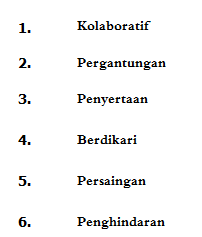 1. Kolaboratif
2. Pergantungan
3. Penyertaan
4. Berdikari
5. Persaingan
6. Penghindaran